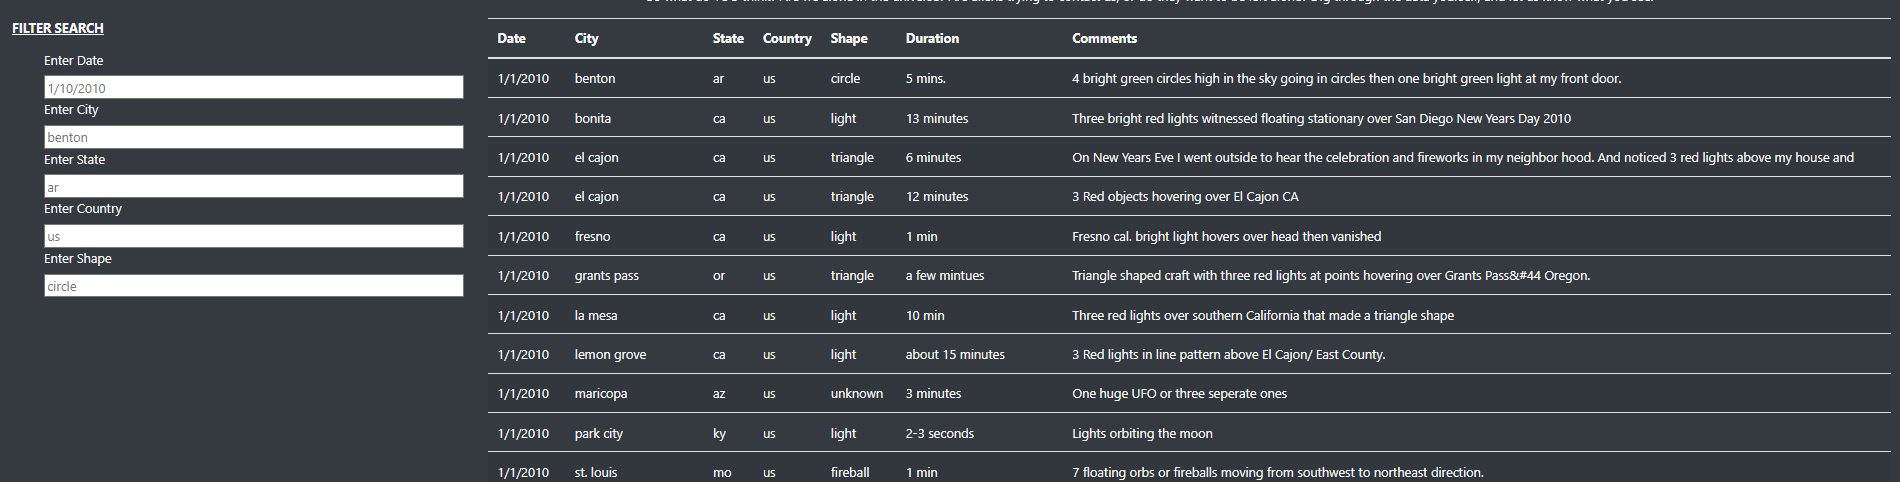 FILTER SEARCH
Enter Date
1/10/2010
Enter City
benton
Enter State
ar
Enter Country
us
Enter Shape
circle
Date City State Country Shape Duration Comments
1/1/2010 benton ar us circle 5 mins. 4 bright green circles high in the sky going in circles then one bright green light at my front door.
1/1/2010 bonita ca us light 13 minutes Three bright red lights witnessed floating stationary over San Diego New Years Day 2010
1/1/2010 el cajon ca us triangle 6 minutes On New Years Eve I went outside to hear the celebration and fireworks in my neighbor hood. And noticed 3 red lights above my house and
1/1/2010 el cajon ca us triangle 12 minutes 3 Red objects hovering over El Cajon CA
1/1/2010 fresno ca us light 1 min Fresno cal. bright light hovers over head then vanished
1/1/2010 grants pass or us triangle a few mintues Triangle shaped craft with three red lights at points hovering over Grants Pass&#44 Oregon.
1/1/2010 la mesa ca us light 10 min Three red lights over southern California that made a triangle shape
1/1/2010 lemon grove ca us light about 15 minutes 3 Red lights in line pattern above El Cajon/ East County.
1/1/2010 maricopa az us unknown 3 minutes One huge UFO or three seperate ones
1/1/2010 park city ky us light 2-3 seconds Lights orbiting the moon
1/1/2010 st. louis mo us fireball 1 min 7 floating orbs or fireballs moving from southwest to northeast direction.